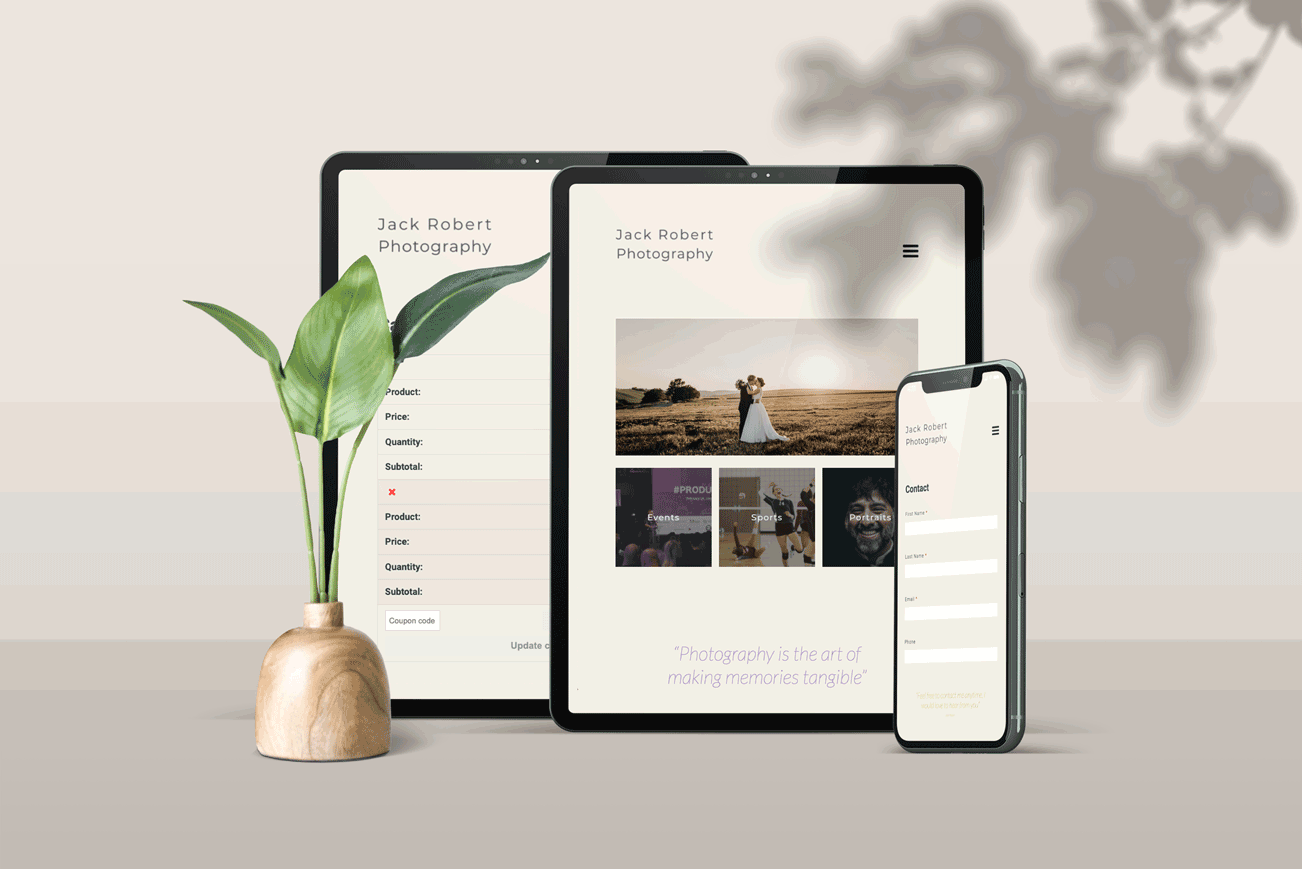 Jack Robert
Photography
Product:
Price:
Quantity:
Subtotal:
Product:
Price:
Quantity:
Subtotal:
Coupon code
Update c
Jack Robert
Photography
#PRODU
Events
Sports
Portraits
“Photography is the art of
making memories tangible”
Jack Robert
Photography
Contact
First Name *
Last Name *
Email *
Phone